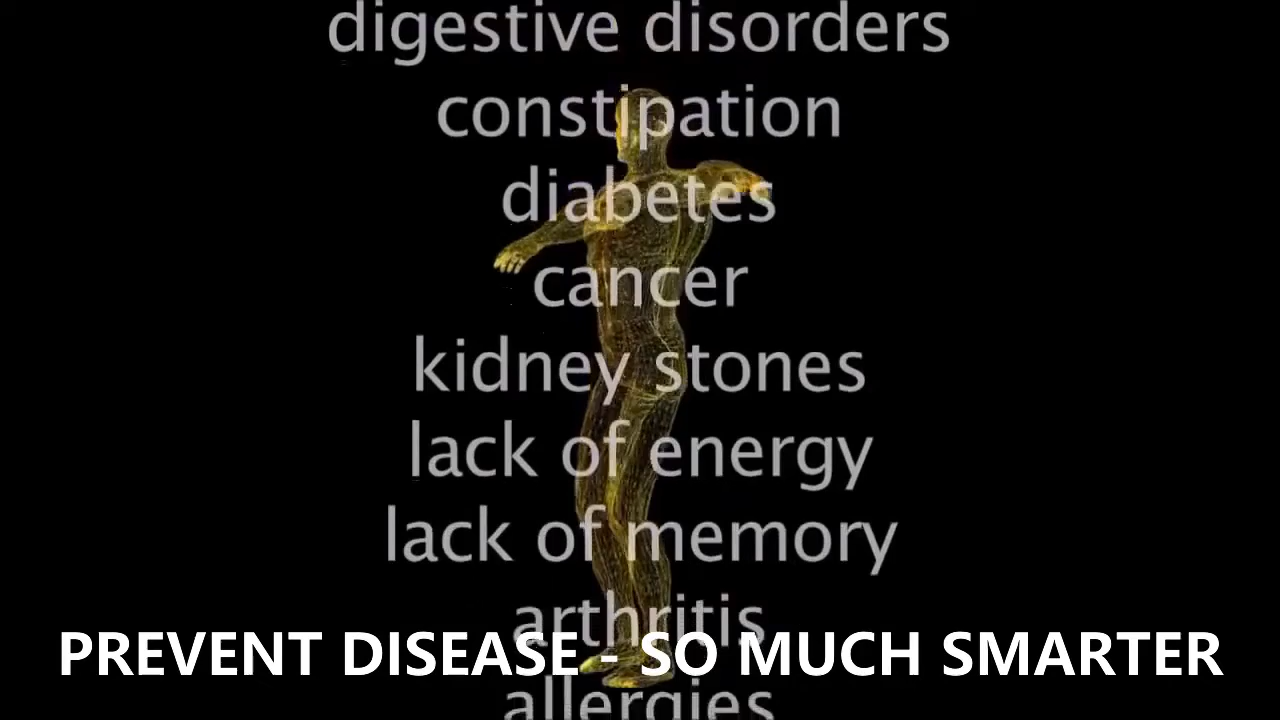 digestive disorders
constipation
diabetes
cancer
kidney stones
lack of energy
lack of memory
arthritis
PREVENT DISEASE - SO MUCH SMARTER
allergies